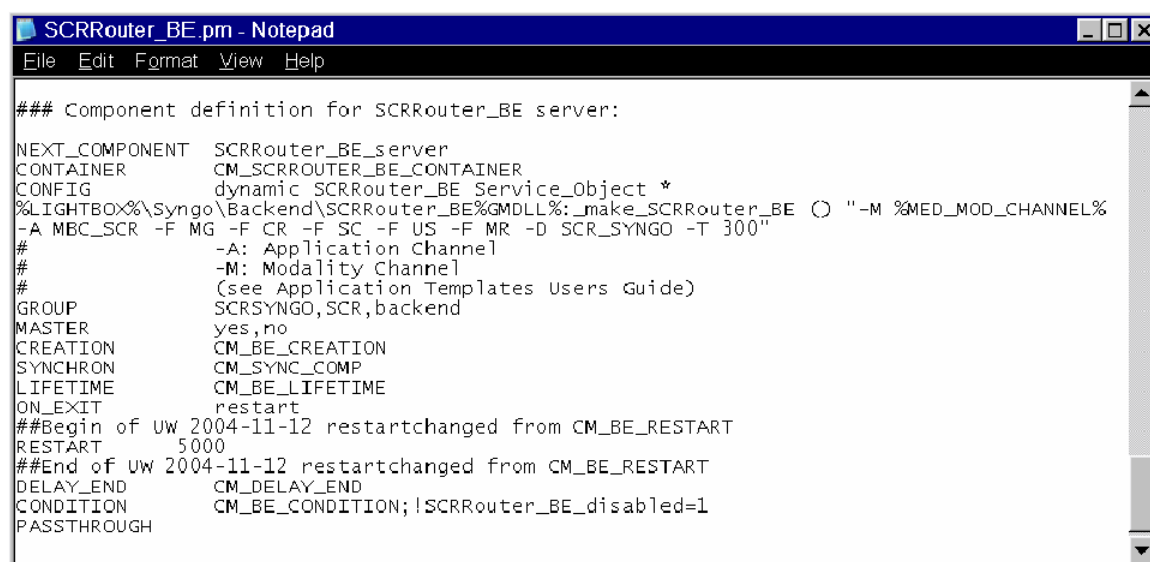 SCRRouter_BE.pm - Notepad
File Edit Format View Help
### Component definition for SCRRouter_BE server:
NEXT_COMPONENT SCRRouter_BE_server
CONTAINER CM_SCRROUTER_BE_CONTAINER
CONFIG dynamic SCRRouter_BE Service_Object *
%LIGHTBOX%\Syngo\Backend\SCRRouter_BE%GMDLL%:_make_SCRRouter_BE () "-M %MED_MOD_CHANNEL%
-A MBC_SCR -F MG -F CR -F SC -F US -F MR -D SCR_SYNGO -T 300"
# -A: Application Channel
# -M: Modality Channel
# (see Application Templates Users Guide)
GROUP SCRSYNGO,SCR,backend
MASTER yes,no
CREATION CM_BE_CREATION
SYNCHRON CM_SYNC_COMP
LIFETIME CM_BE_LIFETIME
ON_EXIT restart
##Begin of UW 2004-11-12 restartchanged from CM_BE_RESTART
RESTART 5000
##End of UW 2004-11-12 restartchanged from CM_BE_RESTART
DELAY_END CM_DELAY_END
CONDITION CM_BE_CONDITION;!SCRRouter_BE_disabled=1
PASSTHROUGH